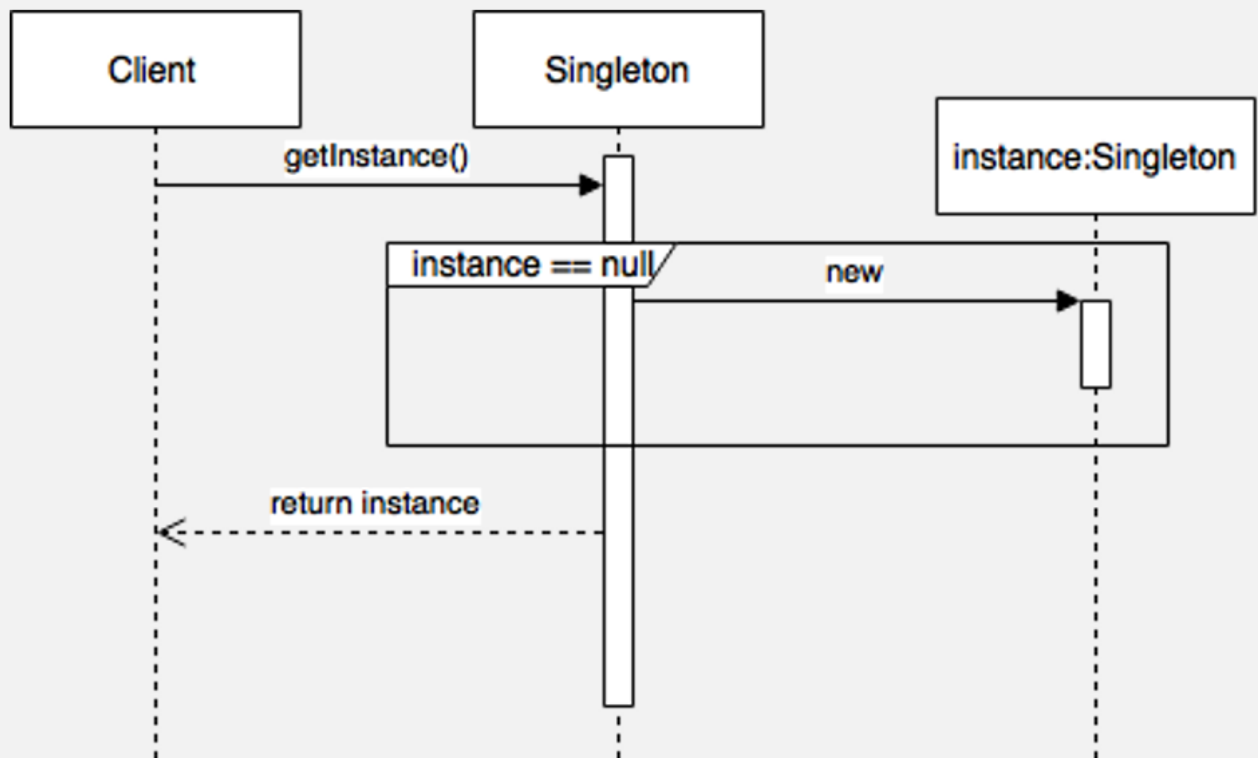 Client
Singleton
instance:Singleton
getInstance()
instance == null
new
return instance